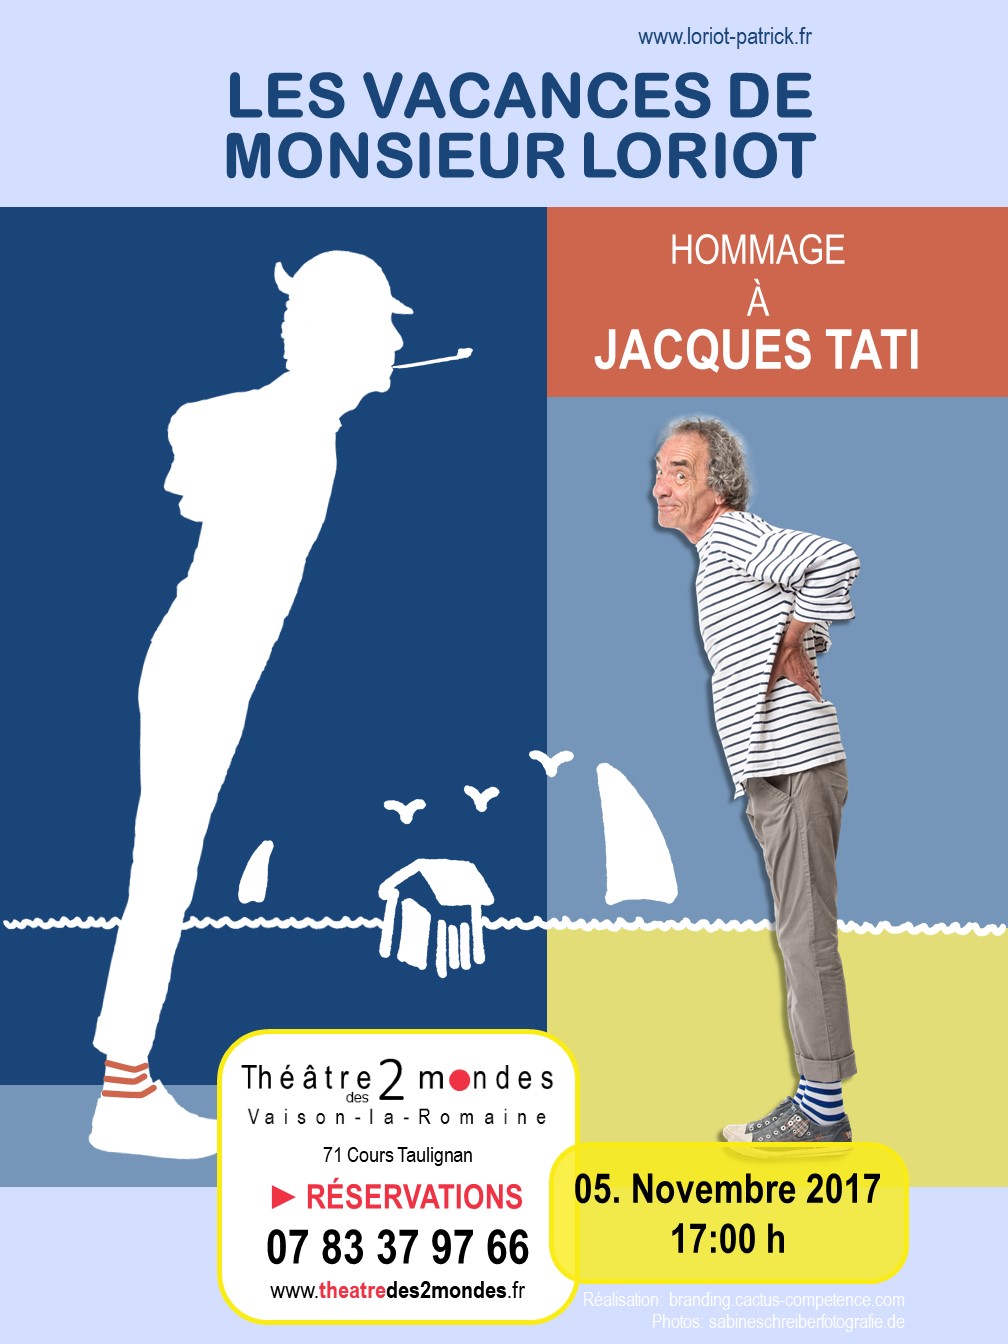 www.loriot-patrick.fr
LES VACANCES DE
MONSIEUR LORIOT
HOMMAGE
À
JACQUES TATI
Théâtre des 2 mondes
Vaison-la-Romaine
71 Cours Taulignan
► RÉSERVATIONS
07 83 37 97 66
www.theatredes2mondes.fr
05. Novembre 2017
17:00 h
Réalisation: branding.cactus-competence.com
Photos: sabineschreiberfotografie.de